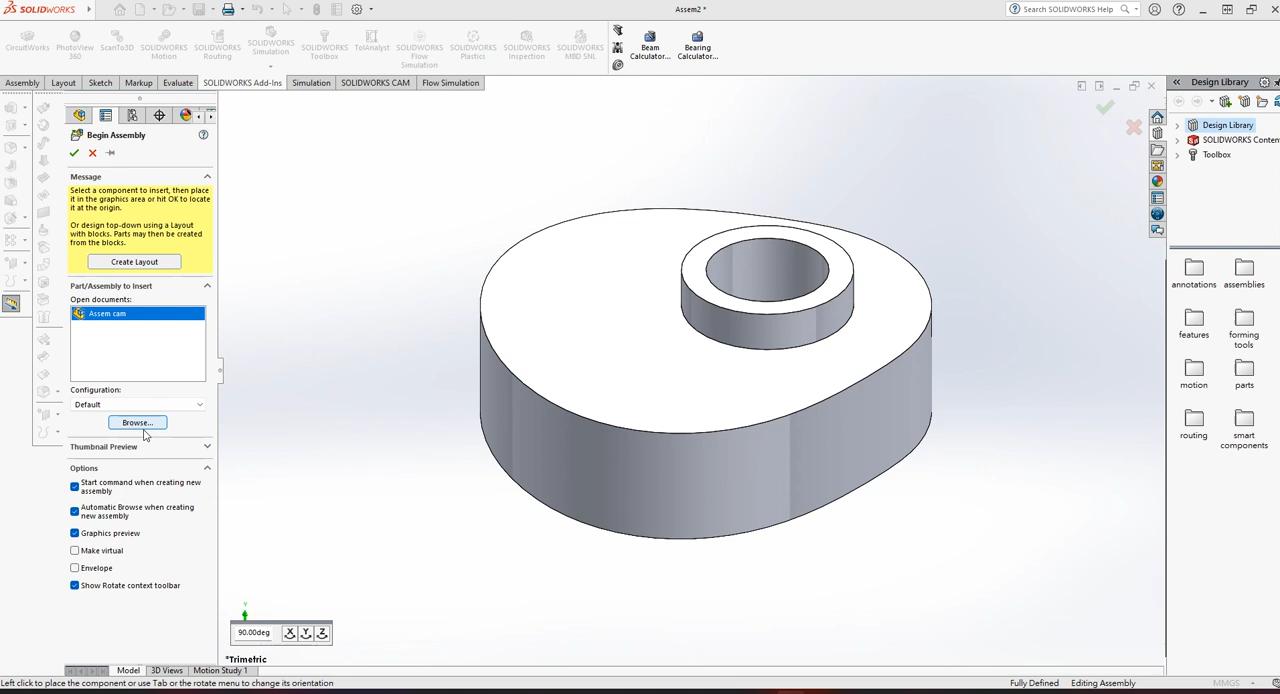 SOLIDWORKS
Assem2 *
Search SOLIDWORKS Help
CircuitWorks
PhotoView 360
ScanTo3D
SOLIDWORKS Motion
SOLIDWORKS Routing
SOLIDWORKS Simulation
SOLIDWORKS Toolbox
TolAnalyst
SOLIDWORKS Flow Simulation
SOLIDWORKS Plastics
SOLIDWORKS Inspection
SOLIDWORKS MBD SNL
Beam Calculator...
Bearing Calculator...
Assembly
Layout
Sketch
Markup
Evaluate
SOLIDWORKS Add-Ins
Simulation
SOLIDWORKS CAM
Flow Simulation
Design Library
Begin Assembly
Message
Select a component to insert, then place
it in the graphics area or hit OK to locate
it at the origin.
Or design top-down using a Layout
with blocks. Parts may then be created
from the blocks.
Create Layout
Part/Assembly to Insert
Open documents:
Assem cam
Configuration:
Default
Browse...
Thumbnail Preview
Options
Start command when creating new
assembly
Automatic Browse when creating
new assembly
Graphics preview
Make virtual
Envelope
Show Rotate context toolbar
Y
90.00deg
X
Y
Z
*Trimetric
Design Library
SOLIDWORKS Conten
Toolbox
annotations
assemblies
features
forming tools
motion
parts
routing
smart components
Model
3D Views
Motion Study 1
Left click to place the component or use Tab or the rotate menu to change its orientation
Fully Defined
Editing Assembly
MMGS